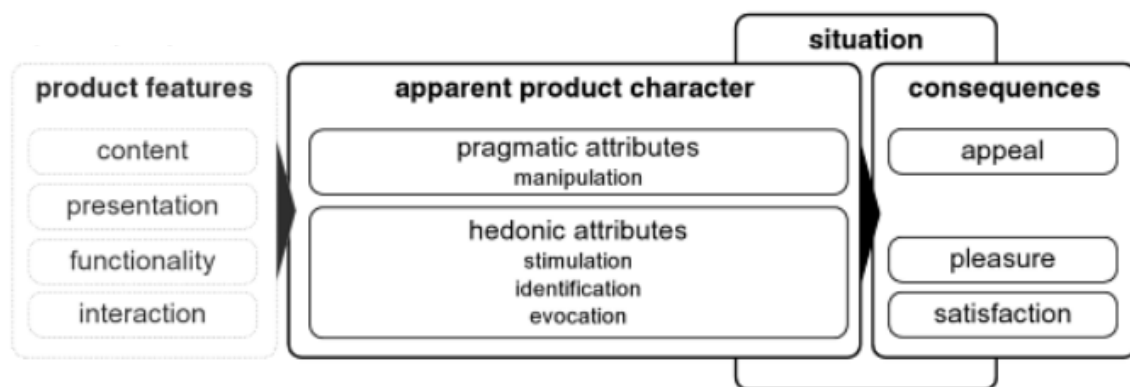 situation
product features
content
presentation
functionality
interaction
apparent product character
pragmatic attributes
manipulation
hedonic attributes
stimulation
identification
evocation
consequences
appeal
pleasure
satisfaction